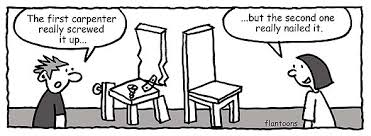 The first carpenter
really screwed
it up...
...but the second one
really nailed it.
flantoons